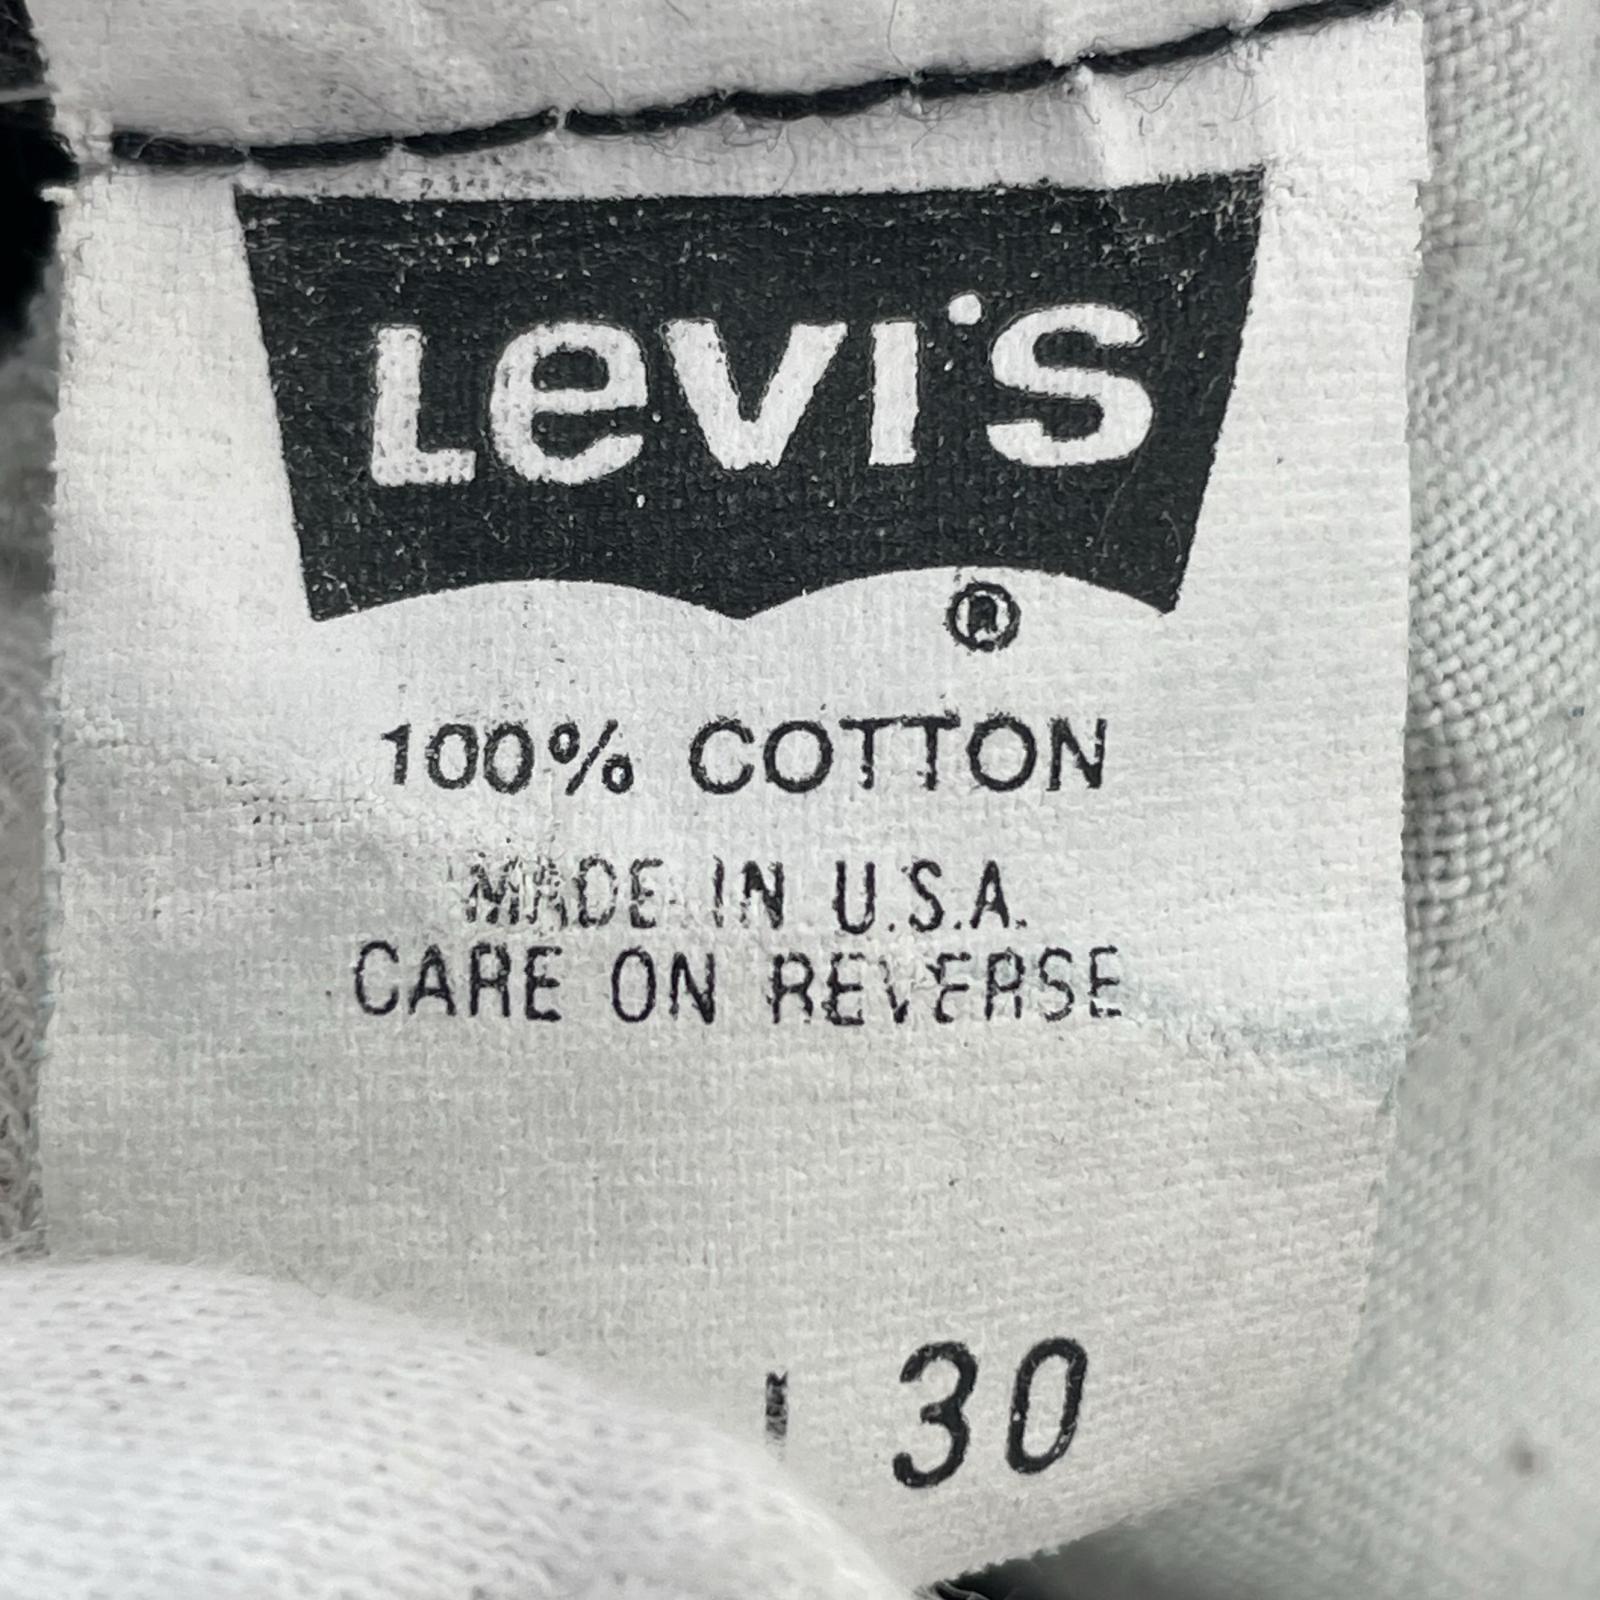 Levi's
®
100% COTTON
MADE IN U.S.A.
CARE ON REVERSE
30